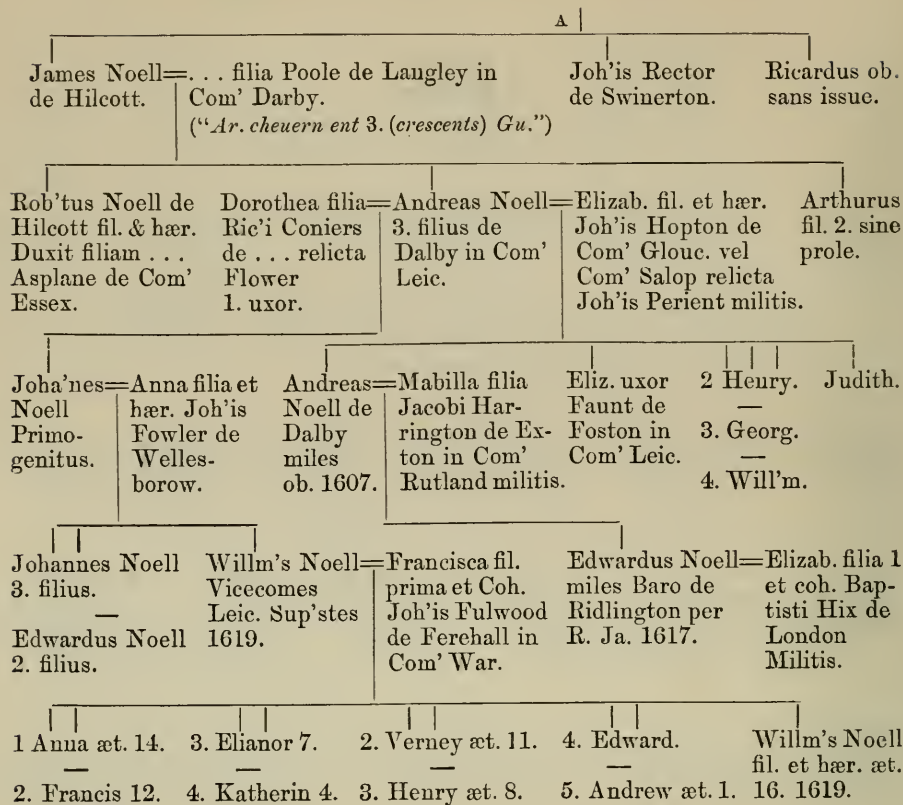 A
James Noell=. . . filia Poole de Langley in
de Hilcott.
Com' Darby.
("Ar. cheuern ent 3. (crescents) Gu.")
Joh'is Rector
de Swinerton.
Ricardus ob.
sans issue.
Rob'tus Noell de
Hilcott fil. & hær.
Duxit filiam . . .
Asplane de Com'
Essex.
Dorothea filia=
Ric'i Coniers
de . . . relicta
Flower
1. uxor.
Andreas Noell=
3. filius de
Dalby in Com'
Leic.
Elizab. fil. et hær.
Joh'is Hopton de
Com' Glouc. vel
Com' Salop relicta
Joh'is Perient militis.
Arthurus
fil. 2. sine
prole.
Joha'nes=
Noell
Primo-
genitus.
Anna filia et
hær. Joh'is
Fowler de
Welles-
borow.
Andreas=
Noell de
Dalby
miles
ob. 1607.
Mabilla filia
Jacobi Har-
rington de Ex-
ton in Com'
Rutland militis.
Eliz. uxor
Faunt de
Foston in
Com' Leic.
2 Henry.
—
3. Georg.
—
4. Will'm.
Judith.
Johannes Noell
3. filius.
—
Edwardus Noell
2. filius.
Willm's Noell=
Vicecomes
Leic. Sup'stes
1619.
Francisca fil.
prima et Coh.
Joh'is Fulwood
de Ferehall in
Com' War.
Edwardus Noell=
miles Baro de
Ridlington per
R. Ja. 1617.
Elizab. filia 1
et coh. Bap-
tisti Hix de
London
Militis.
1 Anna æt. 14.
—
2. Francis 12.
3. Elianor 7.
—
4. Katherin 4.
2. Verney æt. 11.
—
3. Henry æt. 8.
4. Edward.
—
5. Andrew æt. 1.
Willm's Noell
fil. et hær. æt.
16. 1619.